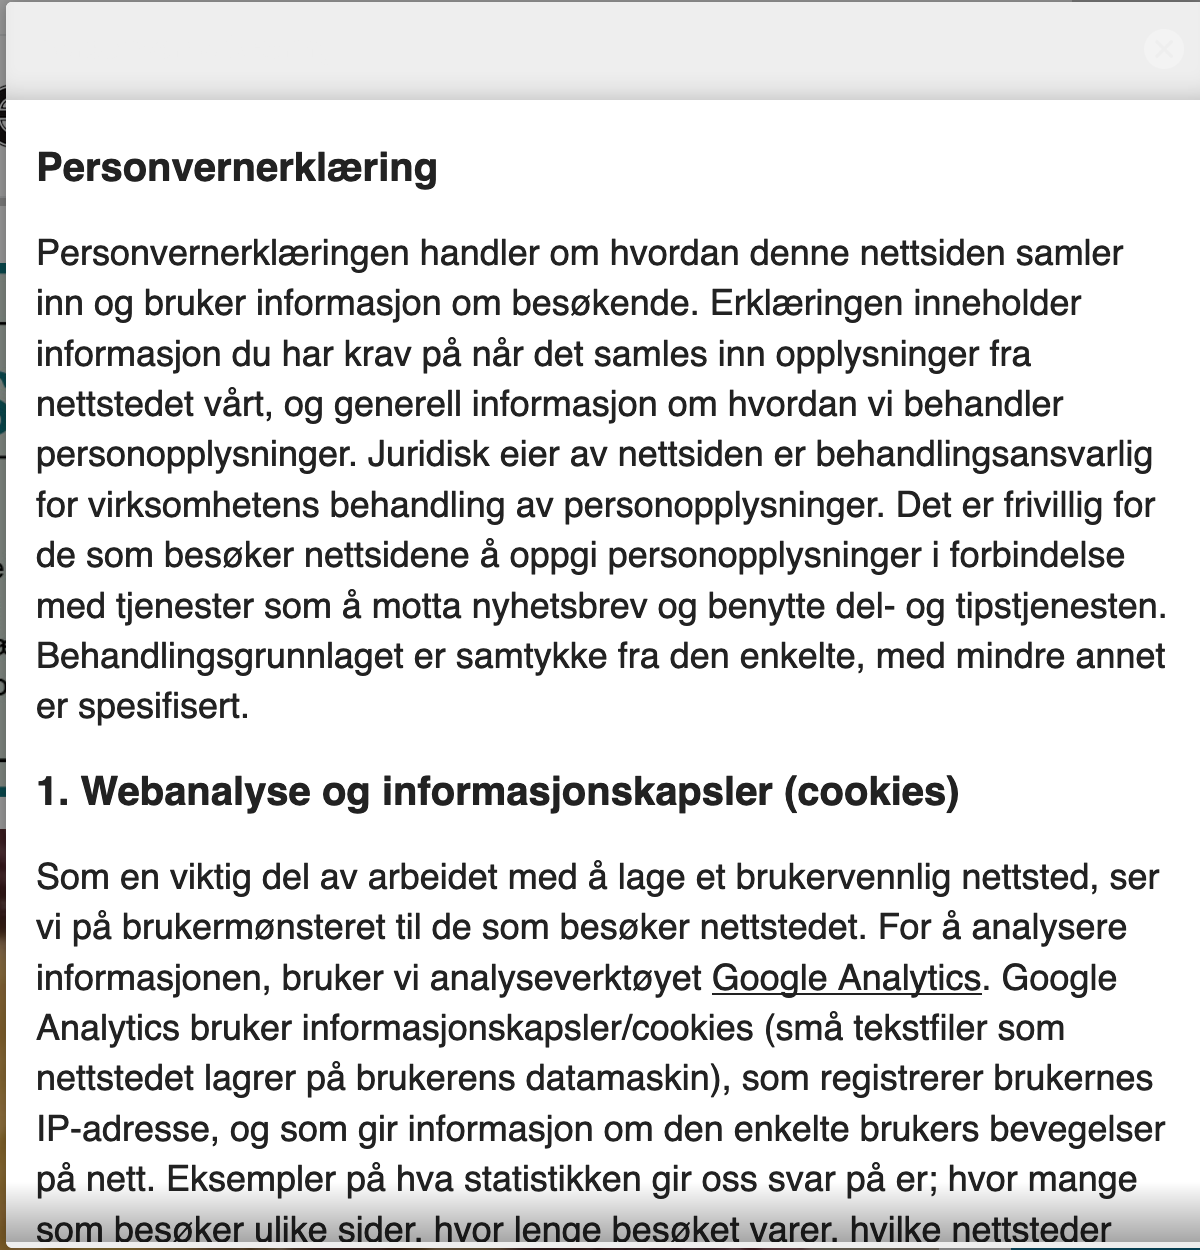 Personvernerklæring
Personvernerklæringen handler om hvordan denne nettsiden samler
inn og bruker informasjon om besøkende. Erklæringen inneholder
informasjon du har krav på når det samles inn opplysninger fra
nettstedet vårt, og generell informasjon om hvordan vi behandler
personopplysninger. Juridisk eier av nettsiden er behandlingsansvarlig
for virksomhetens behandling av personopplysninger. Det er frivillig for
de som besøker nettsidene å oppgi personopplysninger i forbindelse
med tjenester som å motta nyhetsbrev og benytte del- og tipstjenesten.
Behandlingsgrunnlaget er samtykke fra den enkelte, med mindre annet
er spesifisert.
1. Webanalyse og informasjonskapsler (cookies)
Som en viktig del av arbeidet med å lage et brukervennlig nettsted, ser
vi på brukermønsteret til de som besøker nettstedet. For å analysere
informasjonen, bruker vi analyseverktøyet Google Analytics. Google
Analytics bruker informasjonskapsler/cookies (små tekstfiler som
nettstedet lagrer på brukerens datamaskin), som registrerer brukernes
IP-adresse, og som gir informasjon om den enkelte brukers bevegelser
på nett. Eksempler på hva statistikken gir oss svar på er; hvor mange
som besøker ulike sider, hvor lenge besøket varer, hvilke nettsteder